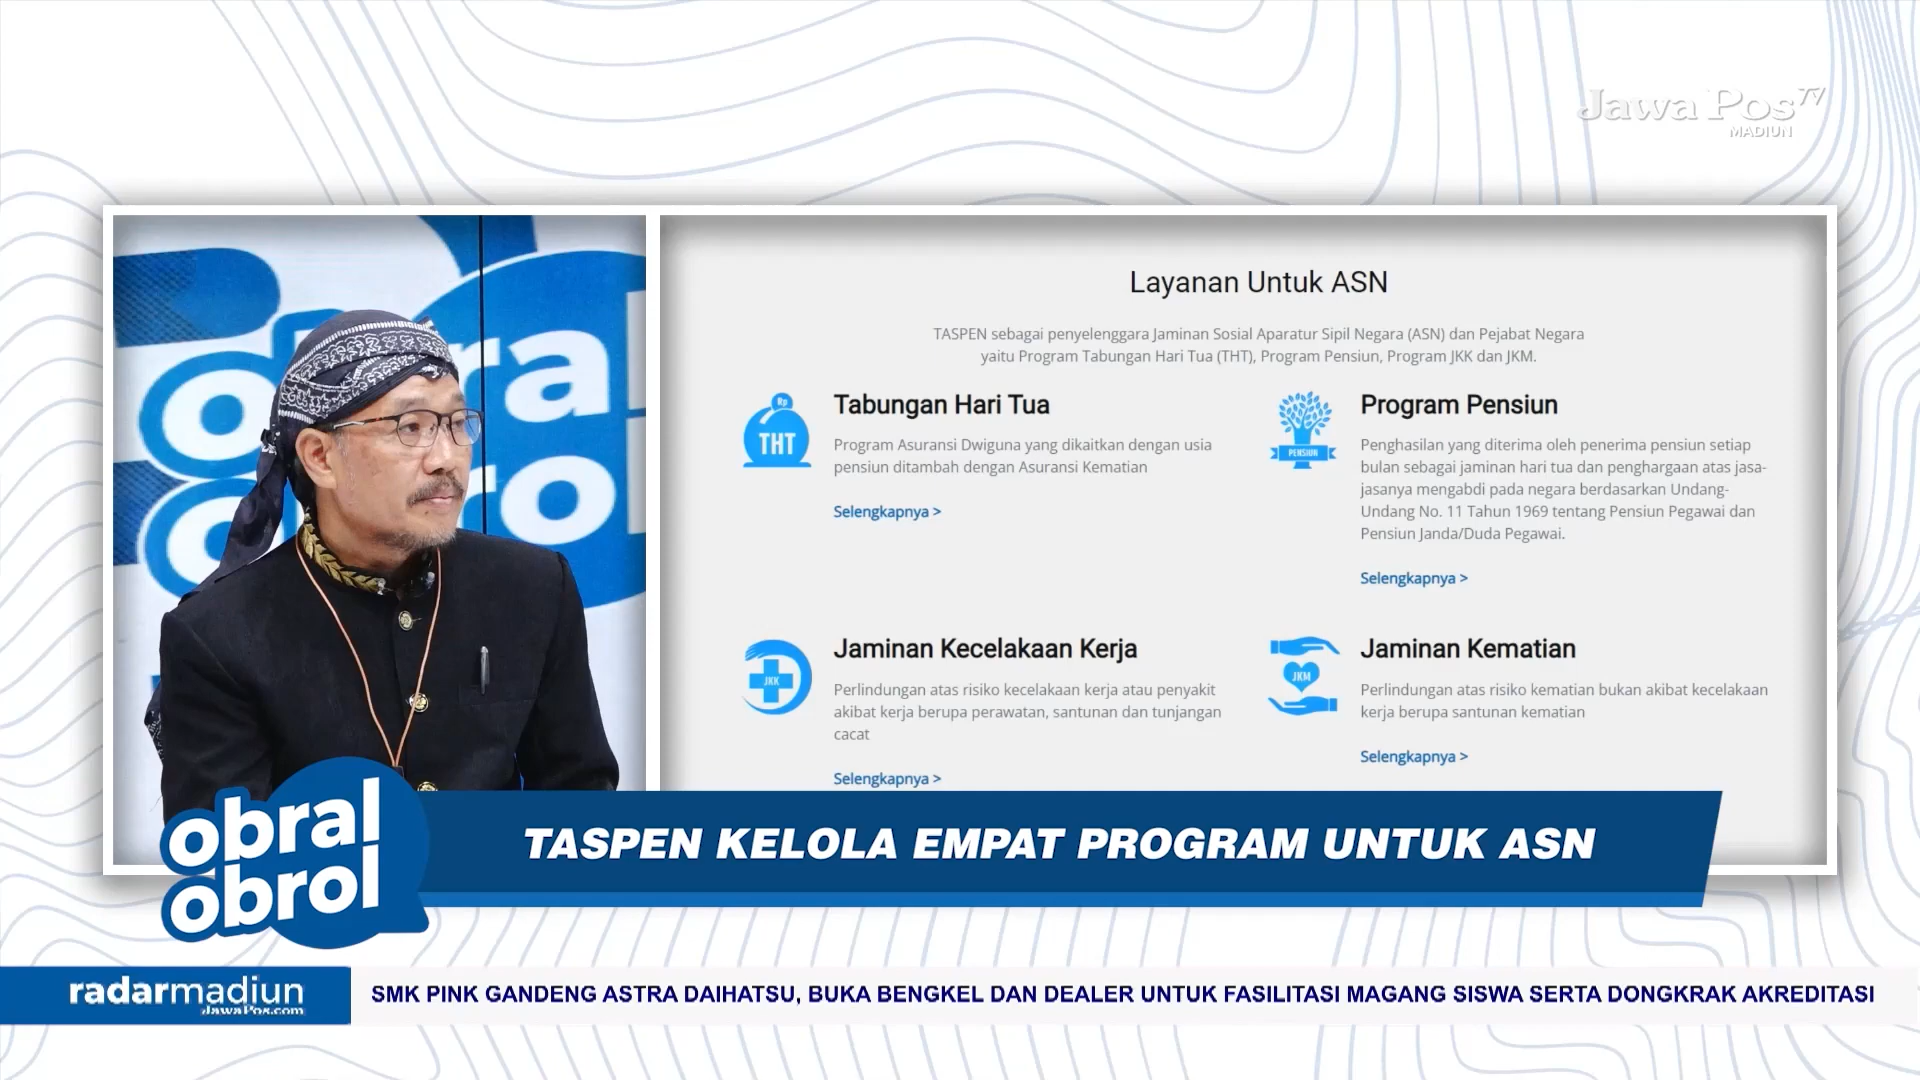 Jawa Pos TV
MADIUN
Layanan Untuk ASN
TASPEN sebagai penyelenggara Jaminan Sosial Aparatur Sipil Negara (ASN) dan Pejabat Negara
yaitu Program Tabungan Hari Tua (THT), Program Pensiun, Program JKK dan JKM.
Rp
THT
Tabungan Hari Tua
Program Asuransi Dwiguna yang dikaitkan dengan usia
pensiun ditambah dengan Asuransi Kematian
Selengkapnya >
PENSIUN
Program Pensiun
Penghasilan yang diterima oleh penerima pensiun setiap
bulan sebagai jaminan hari tua dan penghargaan atas jasa-
jasanya mengabdi pada negara berdasarkan Undang-
Undang No. 11 Tahun 1969 tentang Pensiun Pegawai dan
Pensiun Janda/Duda Pegawai.
Selengkapnya >
JKK
Jaminan Kecelakaan Kerja
Perlindungan atas risiko kecelakaan kerja atau penyakit
akibat kerja berupa perawatan, santunan dan tunjangan
cacat
Selengkapnya >
JKM
Jaminan Kematian
Perlindungan atas risiko kematian bukan akibat kecelakaan
kerja berupa santunan kematian
Selengkapnya >
obral
obrol
TASPEN KELOLA EMPAT PROGRAM UNTUK ASN
radarmadiun
JawaPos.com
SMK PINK GANDENG ASTRA DAIHATSU, BUKA BENGKEL DAN DEALER UNTUK FASILITASI MAGANG SISWA SERTA DONGKRAK AKREDITASI